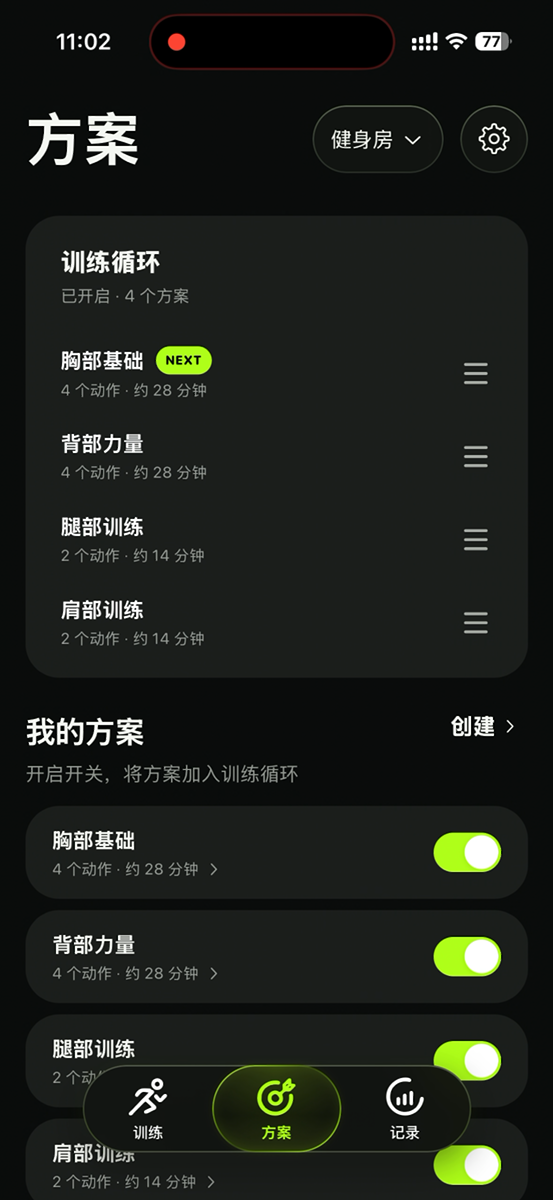 11:02
77
方案
健身房
训练循环
已开启 · 4 个方案
胸部基础 NEXT
4 个动作 · 约 28 分钟
背部力量
4 个动作 · 约 28 分钟
腿部训练
2 个动作 · 约 14 分钟
肩部训练
2 个动作 · 约 14 分钟
我的方案
创建
开启开关，将方案加入训练循环
胸部基础
4 个动作 · 约 28 分钟
背部力量
4 个动作 · 约 28 分钟
腿部训练
2 个
肩部训练
2 个动作 · 约 14 分钟
训练
方案
记录